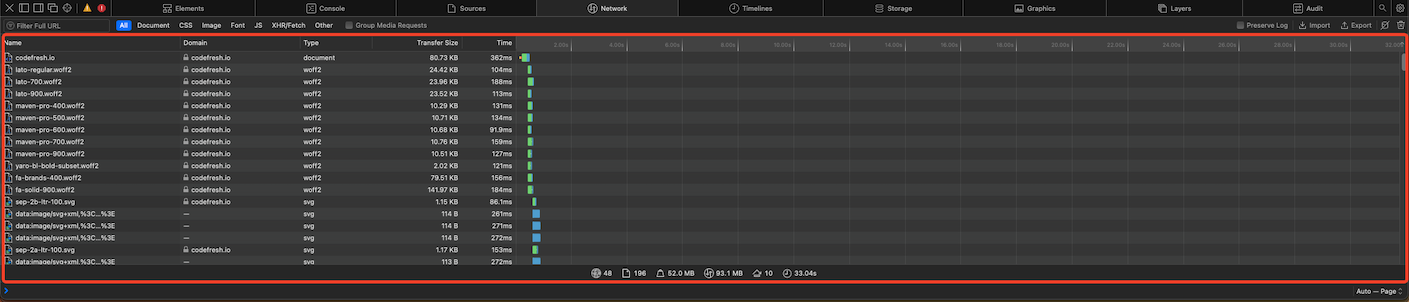 Elements Console Sources Network Timelines Storage Graphics Layers Audit
Filter Full URL All Document CSS Image Font JS XHR/Fetch Other Group Media Requests Preserve Log Import Export
Name Domain Type Transfer Size Time 2.00s 4.00s 6.00s 8.00s 10.00s 12.00s 14.00s 16.00s 18.00s 20.00s 22.00s 24.00s 26.00s 28.00s 30.00s 32.00s
codefresh.io codefresh.io document 80.73 KB 362ms
lato-regular.woff2 codefresh.io woff2 24.42 KB 104ms
lato-700.woff2 codefresh.io woff2 23.96 KB 188ms
lato-900.woff2 codefresh.io woff2 23.52 KB 113ms
maven-pro-400.woff2 codefresh.io woff2 10.29 KB 131ms
maven-pro-500.woff2 codefresh.io woff2 10.71 KB 134ms
maven-pro-600.woff2 codefresh.io woff2 10.68 KB 91.9ms
maven-pro-700.woff2 codefresh.io woff2 10.76 KB 159ms
maven-pro-900.woff2 codefresh.io woff2 10.51 KB 127ms
yaro-bl-bold-subset.woff2 codefresh.io woff2 2.02 KB 121ms
fa-brands-400.woff2 codefresh.io woff2 79.51 KB 156ms
fa-solid-900.woff2 codefresh.io woff2 141.97 KB 184ms
sep-2b-ltr-100.svg codefresh.io svg 1.15 KB 86.1ms
data:image/svg+xml,%3C...%3E — svg 114 B 261ms
data:image/svg+xml,%3C...%3E — svg 114 B 271ms
data:image/svg+xml,%3C...%3E — svg 114 B 272ms
sep-2a-ltr-100.svg codefresh.io svg 1.17 KB 153ms
data:image/svg+xml,%3C...%3E — svg 113 B 272ms
48 196 52.0 MB 93.1 MB 10 33.04s
Auto — Page